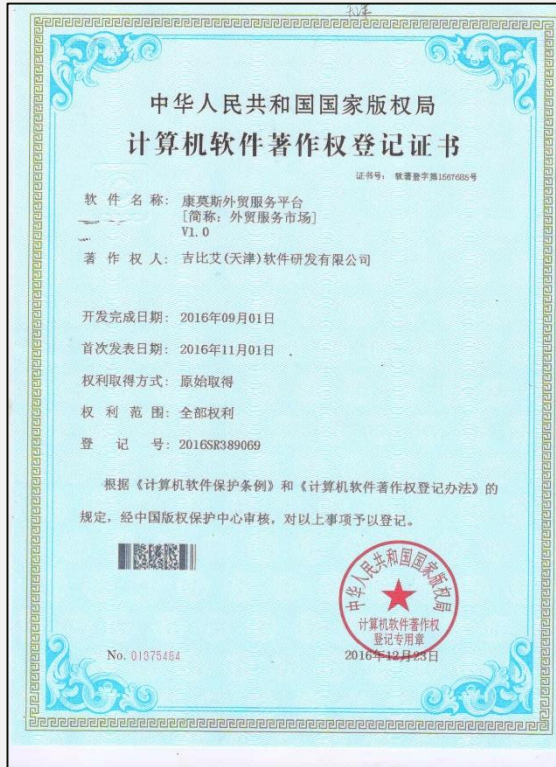 中华人民共和国国家版权局
计算机软件著作权登记证书
证书号： 软著登字第1567685号
软件名称： 康莫斯外贸服务平台
[简称：外贸服务市场]
V1.0
著作权人： 吉比艾(天津)软件研发有限公司
开发完成日期： 2016年09月01日
首次发表日期： 2016年11月01日
权利取得方式： 原始取得
权利范围： 全部权利
登记号： 2016SR389069
根据《计算机软件保护条例》和《计算机软件著作权登记办法》的
规定，经中国版权保护中心审核，对以上事项予以登记。
中华人民共和国国家版权局
计算机软件著作权
登记专用章
No. 01375484
2016年12月23日